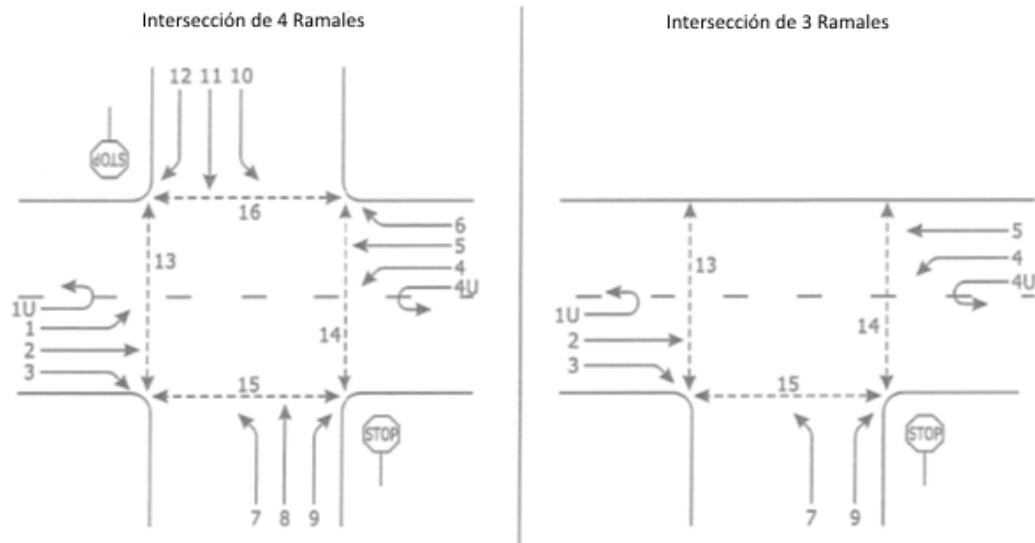 Intersección de 4 Ramales
12 11 10
STOP
16
6
5
13
4
4U
1U
1
14
2
3
15
STOP
7 8 9
Intersección de 3 Ramales
5
13
4
4U
1U
14
2
3
15
STOP
7 9